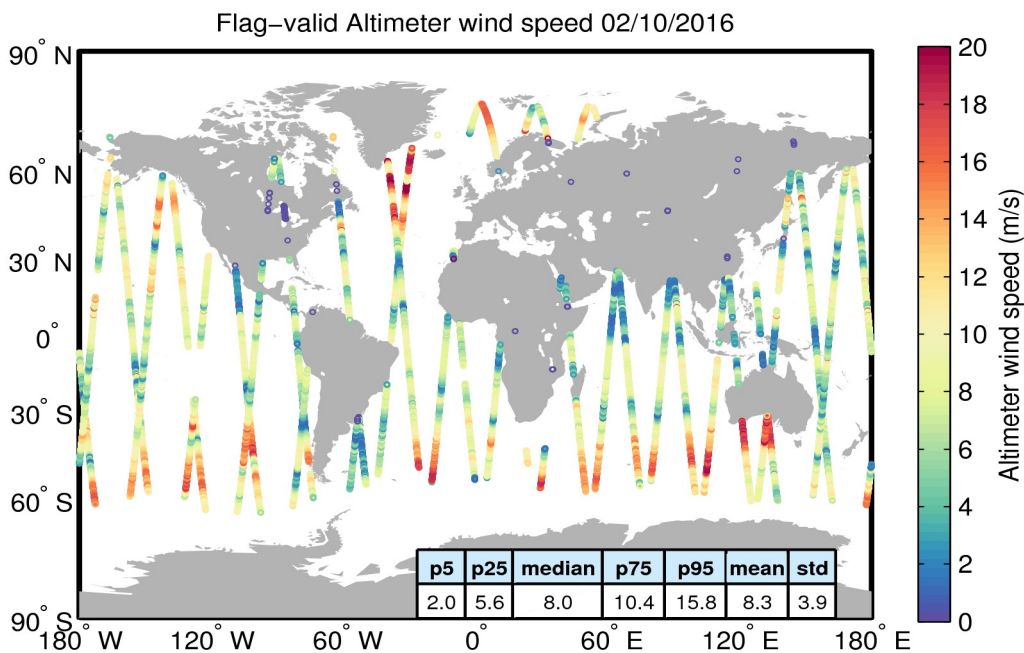 Flag−valid Altimeter wind speed 02/10/2016
90° N
60° N
30° N
0°
30° S
60° S
90° S
180° W
120° W
60° W
0°
60° E
120° E
180° E
p5 p25 median p75 p95 mean std
2.0 5.6 8.0 10.4 15.8 8.3 3.9
20
18
16
14
12
10
8
6
4
2
0
Altimeter wind speed (m/s)